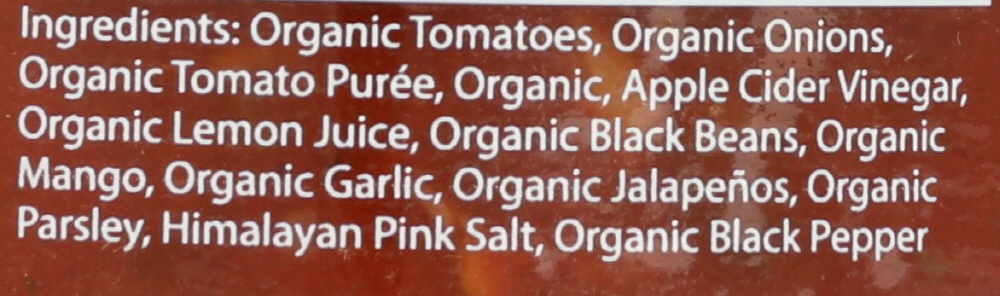 Ingredients: Organic Tomatoes, Organic Onions,
Organic Tomato Purée, Organic, Apple Cider Vinegar,
Organic Lemon Juice, Organic Black Beans, Organic
Mango, Organic Garlic, Organic Jalapeños, Organic
Parsley, Himalayan Pink Salt, Organic Black Pepper